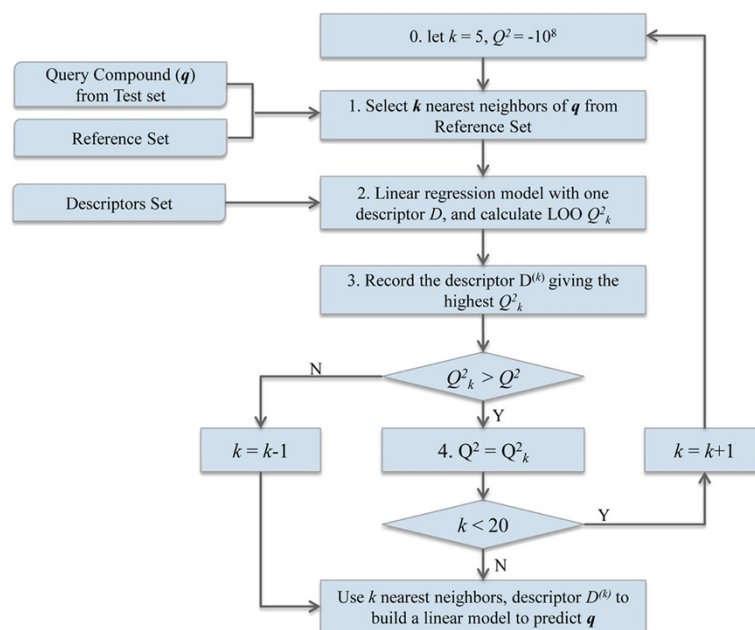 0. let k = 5, Q² = -10⁸
Query Compound (q)
from Test set
Reference Set
1. Select k nearest neighbors of q from
Reference Set
Descriptors Set
2. Linear regression model with one
descriptor D, and calculate LOO Q²ₖ
3. Record the descriptor D⁽ᵏ⁾ giving the
highest Q²ₖ
N
Q²ₖ > Q²
Y
k = k-1
4. Q² = Q²ₖ
k = k+1
k < 20
Y
N
Use k nearest neighbors, descriptor D⁽ᵏ⁾ to
build a linear model to predict q